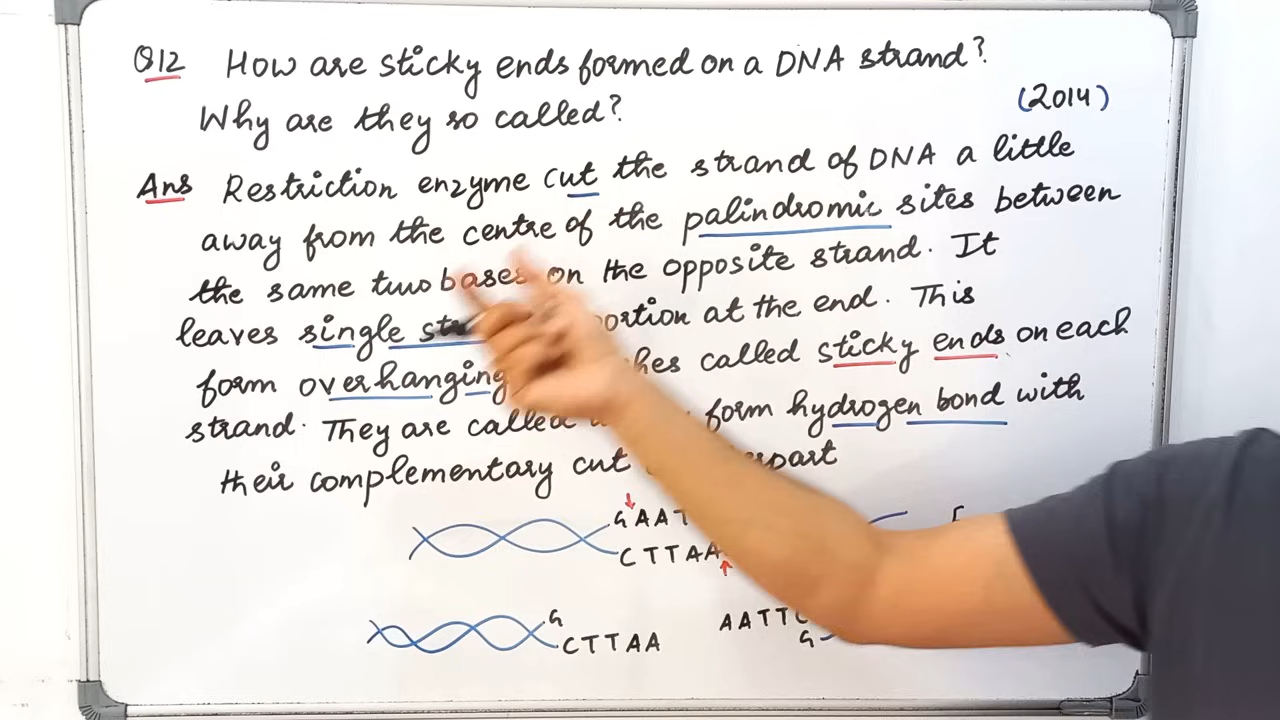 Q12 How are sticky ends formed on a DNA strand?
Why are they so called?
(2014)
Ans Restriction enzyme cut the strand of DNA a little
away from the centre of the palindromic sites between
the same two bases on the opposite strand. It
leaves single portion at the end. This
form overhanging called sticky ends on each
strand. They are called form hydrogen bond with
their complementary cut
G AAT
CTTAA
G
CTTAA
AATT
G